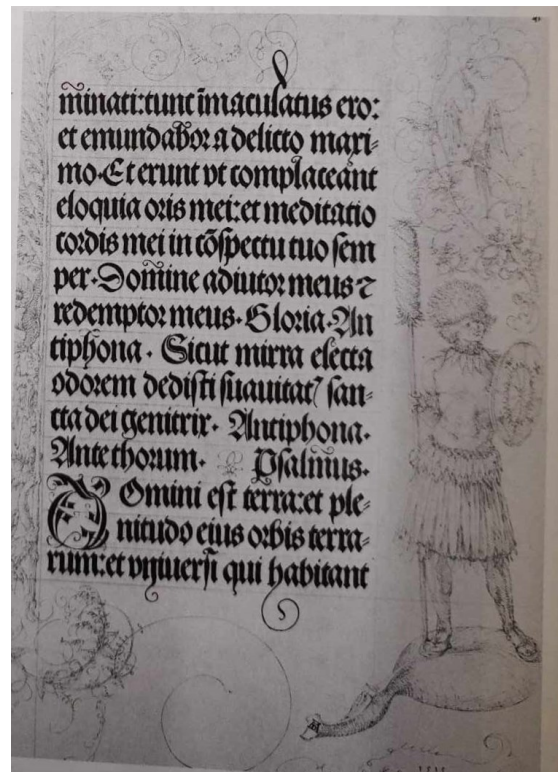 m̄inati:tunc īmaculatus ero:
et emundabor a delicto maxi-
mo. Et erunt vt complaceant
eloquia oris mei: et meditatio
cordis mei in cōspectu tuo sem
per. Domine adiutor meus ⁊
redemptor meus. Gloria. An
tiphona. Sicut mirra electa
odorem dedisti suauitat᷒ san-
cta dei genitrix. Antiphona.
Ante thorum. Psalmus.
Domini est terra: et ple-
nitudo eius orbis terra-
rum: et vniuersi qui habitant